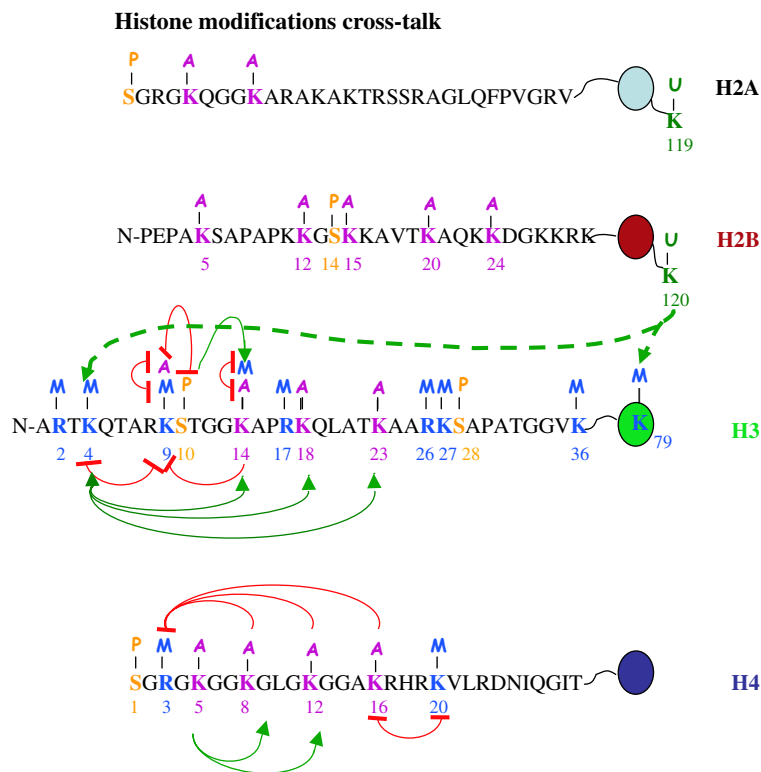 Histone modifications cross-talk
P A A
SGRGKQGGKARAKAKTRSSRAGLQFPVGRV U H2A
K
119
A A P A A A
N-PEPAKSAPAPKKGSKKAVTKAQKKDGKKRK U H2B
5 12 14 15 20 24 K
120
A M M
M M M P A M A A M M P M
N-ARTKQTARKSTGGKAPRKQLATKAARKSAPATGGVK K H3
2 4 9 10 14 17 18 23 26 27 28 36 79
P M A A A A M
SGRGKGGKGLGKGGAKRHRKVLRDNIQGIT H4
1 3 5 8 12 16 20